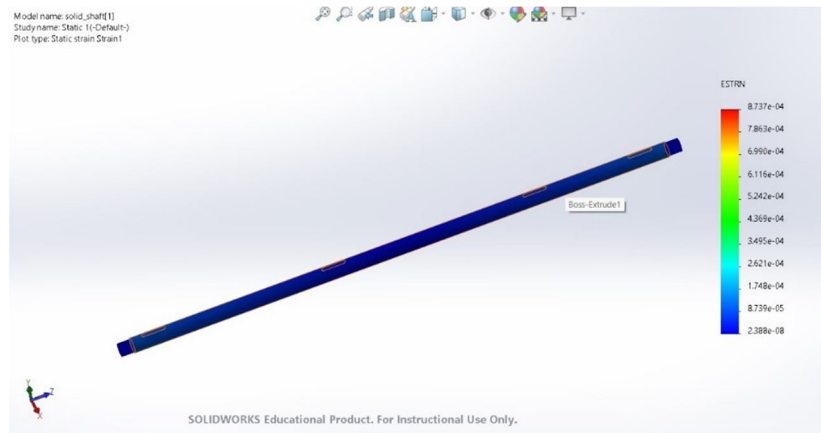 Model name: solid_shaft[1]
Study name: Static 1(-Default-)
Plot type: Static strain Strain1
ESTRN
8.737e-04
7.863e-04
6.990e-04
6.116e-04
5.242e-04
4.369e-04
3.495e-04
2.621e-04
1.748e-04
8.739e-05
2.388e-08
Boss-Extrude1
Y
Z
X
SOLIDWORKS Educational Product. For Instructional Use Only.